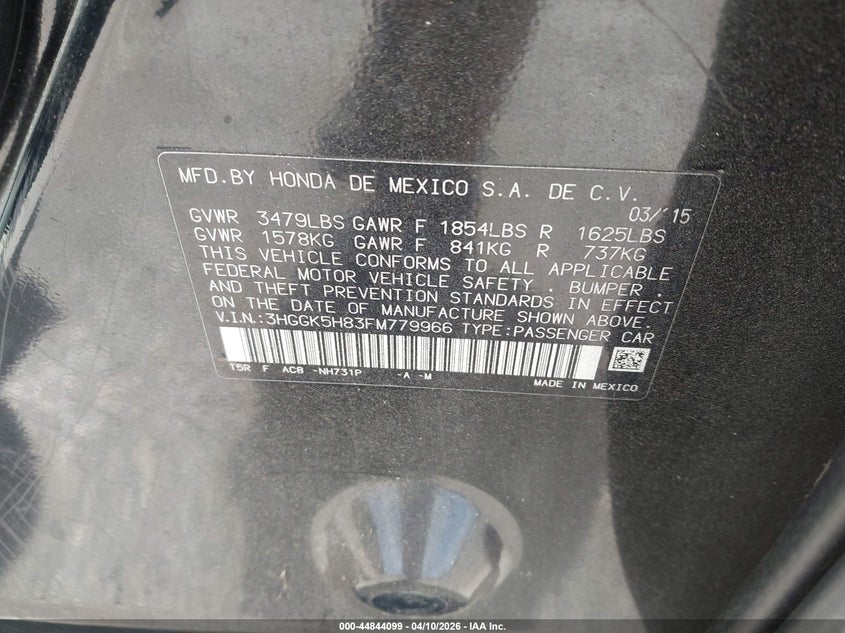 MFD.BY HONDA DE MEXICO S.A. DE C.V.
03/'15
GVWR 3479LBS GAWR F 1854LBS R 1625LBS
GVWR 1578KG GAWR F 841KG R 737KG
THIS VEHICLE CONFORMS TO ALL APPLICABLE
FEDERAL MOTOR VEHICLE SAFETY . BUMPER .
AND THEFT PREVENTION STANDARDS IN EFFECT
ON THE DATE OF MANUFACTURE SHOWN ABOVE.
V.I.N.:3HGGK5H83FM779966 TYPE:PASSENGER CAR
T5R F AC8 -NH731P -A -M
MADE IN MEXICO
000-44844099 - 04/10/2026 - IAA Inc.